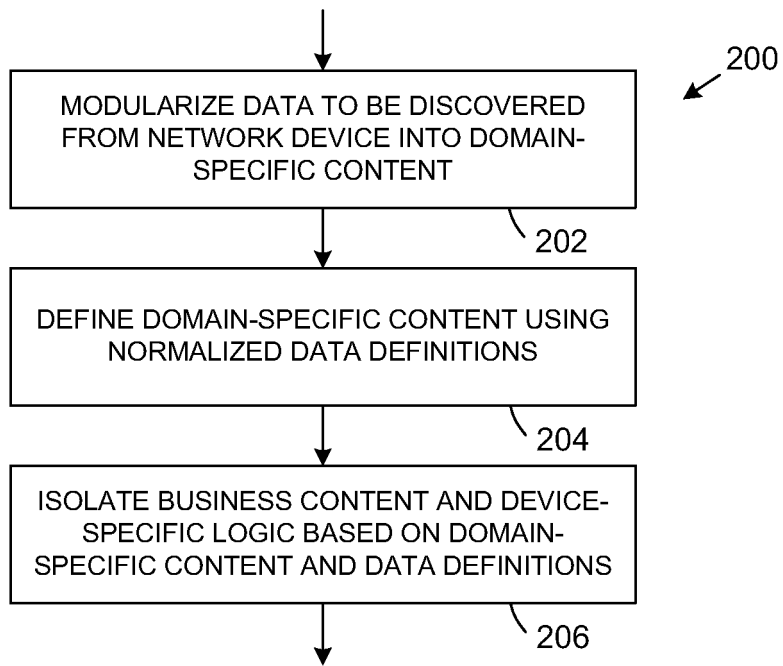 200
MODULARIZE DATA TO BE DISCOVERED
FROM NETWORK DEVICE INTO DOMAIN-
SPECIFIC CONTENT
202
DEFINE DOMAIN-SPECIFIC CONTENT USING
NORMALIZED DATA DEFINITIONS
204
ISOLATE BUSINESS CONTENT AND DEVICE-
SPECIFIC LOGIC BASED ON DOMAIN-
SPECIFIC CONTENT AND DATA DEFINITIONS
206